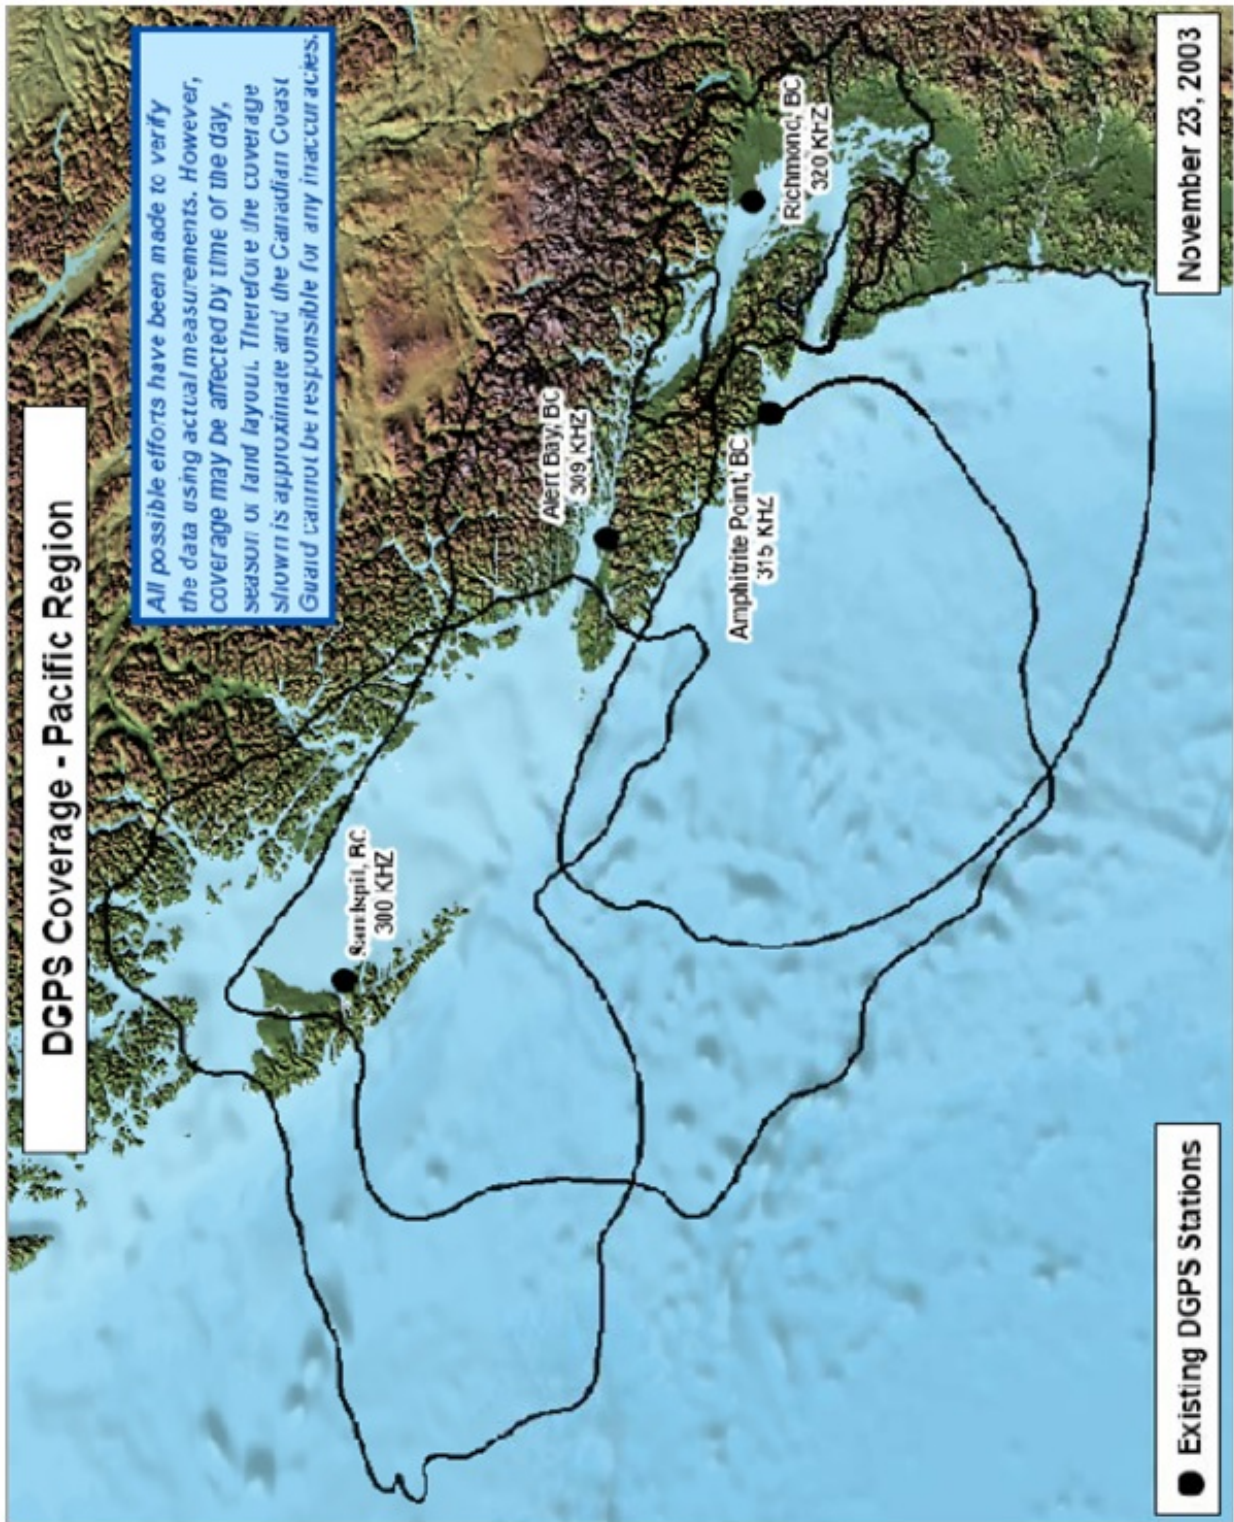 DGPS Coverage - Pacific Region
All possible efforts have been made to verify
the data using actual measurements. However,
coverage may be affected by time of the day,
season or land layout. Therefore the coverage
shown is approximate and the Canadian Coast
Guard cannot be responsible for any inaccuracies.
Sandspit, BC
300 KHZ
Alert Bay, BC
309 KHZ
Amphitrite Point, BC
315 KHZ
Richmond, BC
320 KHZ
Existing DGPS Stations
November 23, 2003